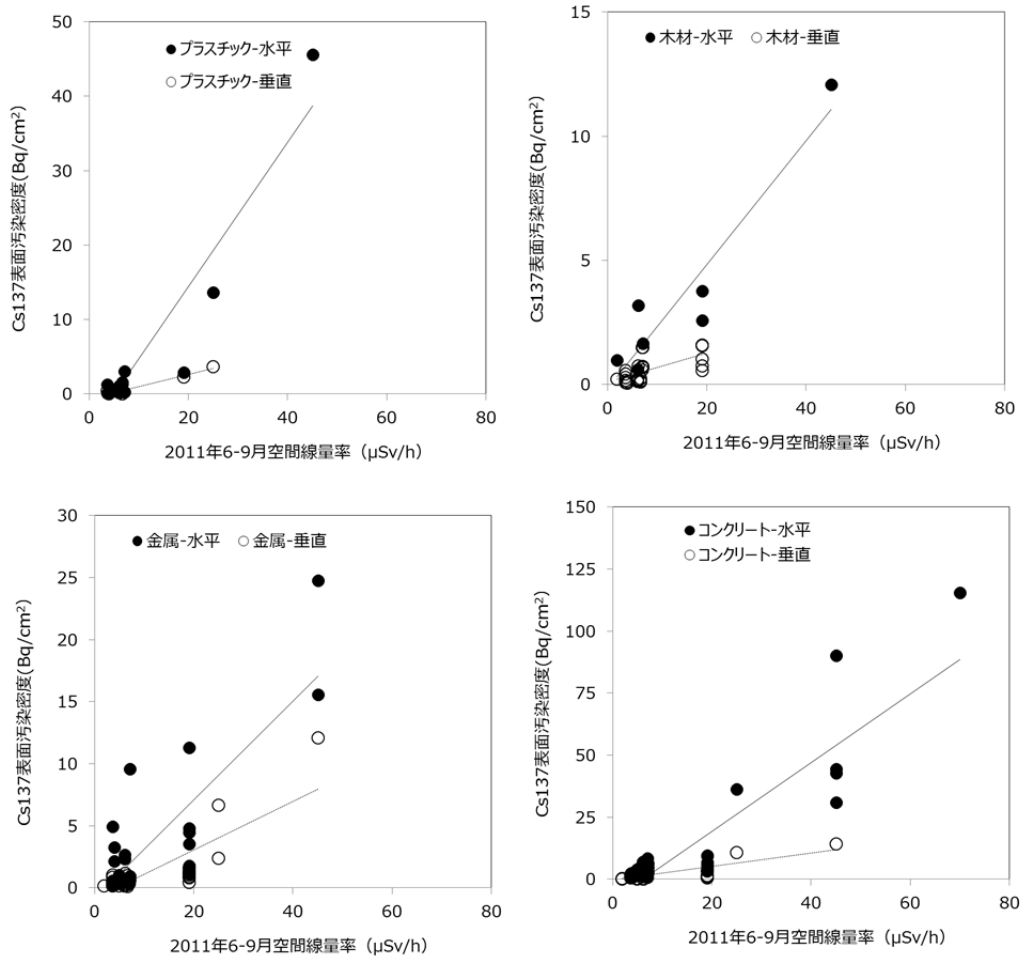 50
40
30
20
10
0
0 20 40 60 80
Cs137表面汚染密度(Bq/cm²)
●プラスチック-水平
○プラスチック-垂直
2011年6-9月空間線量率（μSv/h）
15
10
5
0
0 20 40 60 80
Cs137表面汚染密度(Bq/cm²)
●木材-水平 ○木材-垂直
2011年6-9月空間線量率（μSv/h）
30
25
20
15
10
5
0
0 20 40 60 80
Cs137表面汚染密度(Bq/cm²)
●金属-水平 ○金属-垂直
2011年6-9月空間線量率（μSv/h）
150
125
100
75
50
25
0
0 20 40 60 80
Cs137表面汚染密度(Bq/cm²)
●コンクリート-水平
○コンクリート-垂直
2011年6-9月空間線量率（μSv/h）